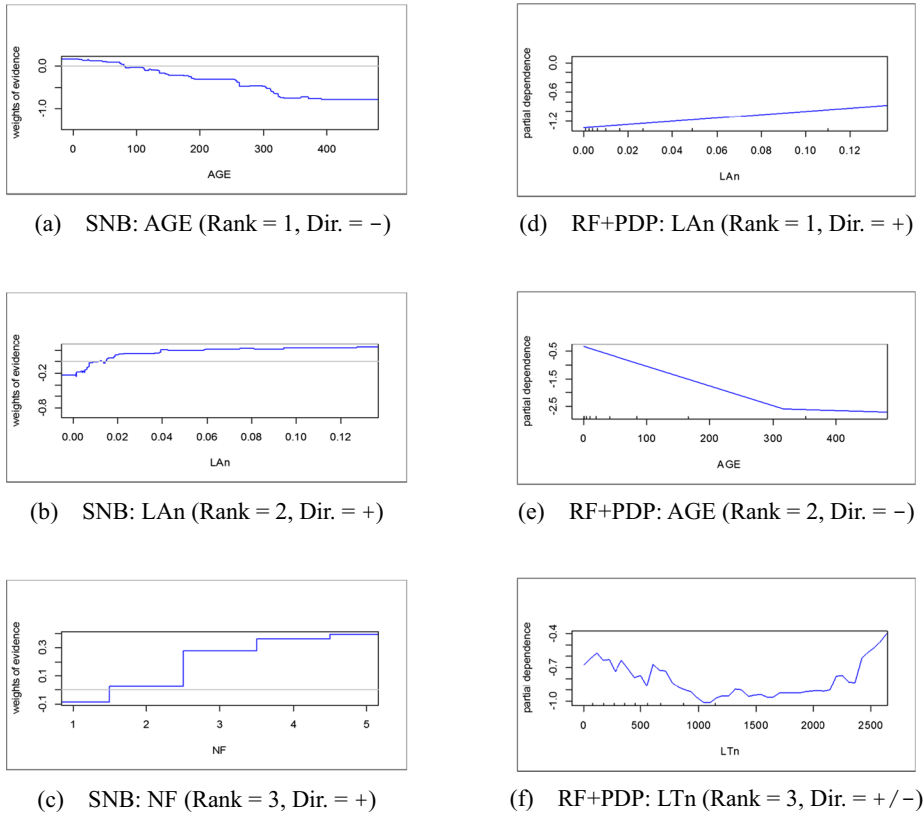 weights of evidence
0.0
-1.0
0 100 200 300 400
AGE
(a) SNB: AGE (Rank = 1, Dir. = −)
partial dependence
0.0
-0.6
-1.2
0.00 0.02 0.04 0.06 0.08 0.10 0.12
LAn
(d) RF+PDP: LAn (Rank = 1, Dir. = +)
weights of evidence
-0.2
-0.8
0.00 0.02 0.04 0.06 0.08 0.10 0.12
LAn
(b) SNB: LAn (Rank = 2, Dir. = +)
partial dependence
-0.5
-1.5
-2.5
0 100 200 300 400
AGE
(e) RF+PDP: AGE (Rank = 2, Dir. = −)
weights of evidence
0.3
0.1
-0.1
1 2 3 4 5
NF
(c) SNB: NF (Rank = 3, Dir. = +)
partial dependence
-0.4
-0.7
-1.0
0 500 1000 1500 2000 2500
LTn
(f) RF+PDP: LTn (Rank = 3, Dir. = +/−)